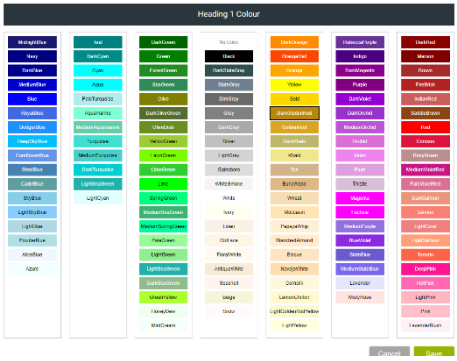 Heading 1 Colour
MidnightBlue
Navy
DarkBlue
MediumBlue
Blue
RoyalBlue
DodgerBlue
DeepSkyBlue
CornflowerBlue
SteelBlue
CadetBlue
SkyBlue
LightSkyBlue
LightBlue
PowderBlue
AliceBlue
Azure
Teal
DarkCyan
Cyan
Aqua
PaleTurquoise
Aquamarine
MediumAquamarine
Turquoise
MediumTurquoise
DarkTurquoise
LightSeaGreen
LightCyan
DarkGreen
Green
ForestGreen
SeaGreen
Olive
DarkOliveGreen
OliveDrab
YellowGreen
LawnGreen
LimeGreen
Lime
SpringGreen
MediumSeaGreen
MediumSpringGreen
PaleGreen
LightGreen
LightSeaGreen
DarkSeaGreen
GreenYellow
HoneyDew
MintCream
No Color
Black
DarkSlateGray
SlateGray
DimGray
Gray
DarkGray
Silver
LightGray
Gainsboro
WhiteSmoke
White
Ivory
Linen
OldLace
FloralWhite
AntiqueWhite
Seashell
Beige
Snow
DarkOrange
OrangeRed
Orange
Yellow
Gold
DarkGoldenRod
GoldenRod
DarkKhaki
Khaki
Tan
BurlyWood
Wheat
Moccasin
PapayaWhip
BlanchedAlmond
Bisque
NavajoWhite
Cornsilk
LemonChiffon
LightGoldenRodYellow
LightYellow
RebeccaPurple
Indigo
DarkMagenta
Purple
DarkViolet
DarkOrchid
MediumOrchid
Orchid
Violet
Plum
Thistle
Magenta
Fuchsia
MediumPurple
BlueViolet
SlateBlue
MediumSlateBlue
Lavender
MistyRose
DarkRed
Maroon
Brown
FireBrick
IndianRed
SaddleBrown
Red
Crimson
RosyBrown
MediumVioletRed
PaleVioletRed
DarkSalmon
Salmon
LightCoral
LightSalmon
Tomato
DeepPink
HotPink
LightPink
Pink
LavenderBlush
Cancel
Save